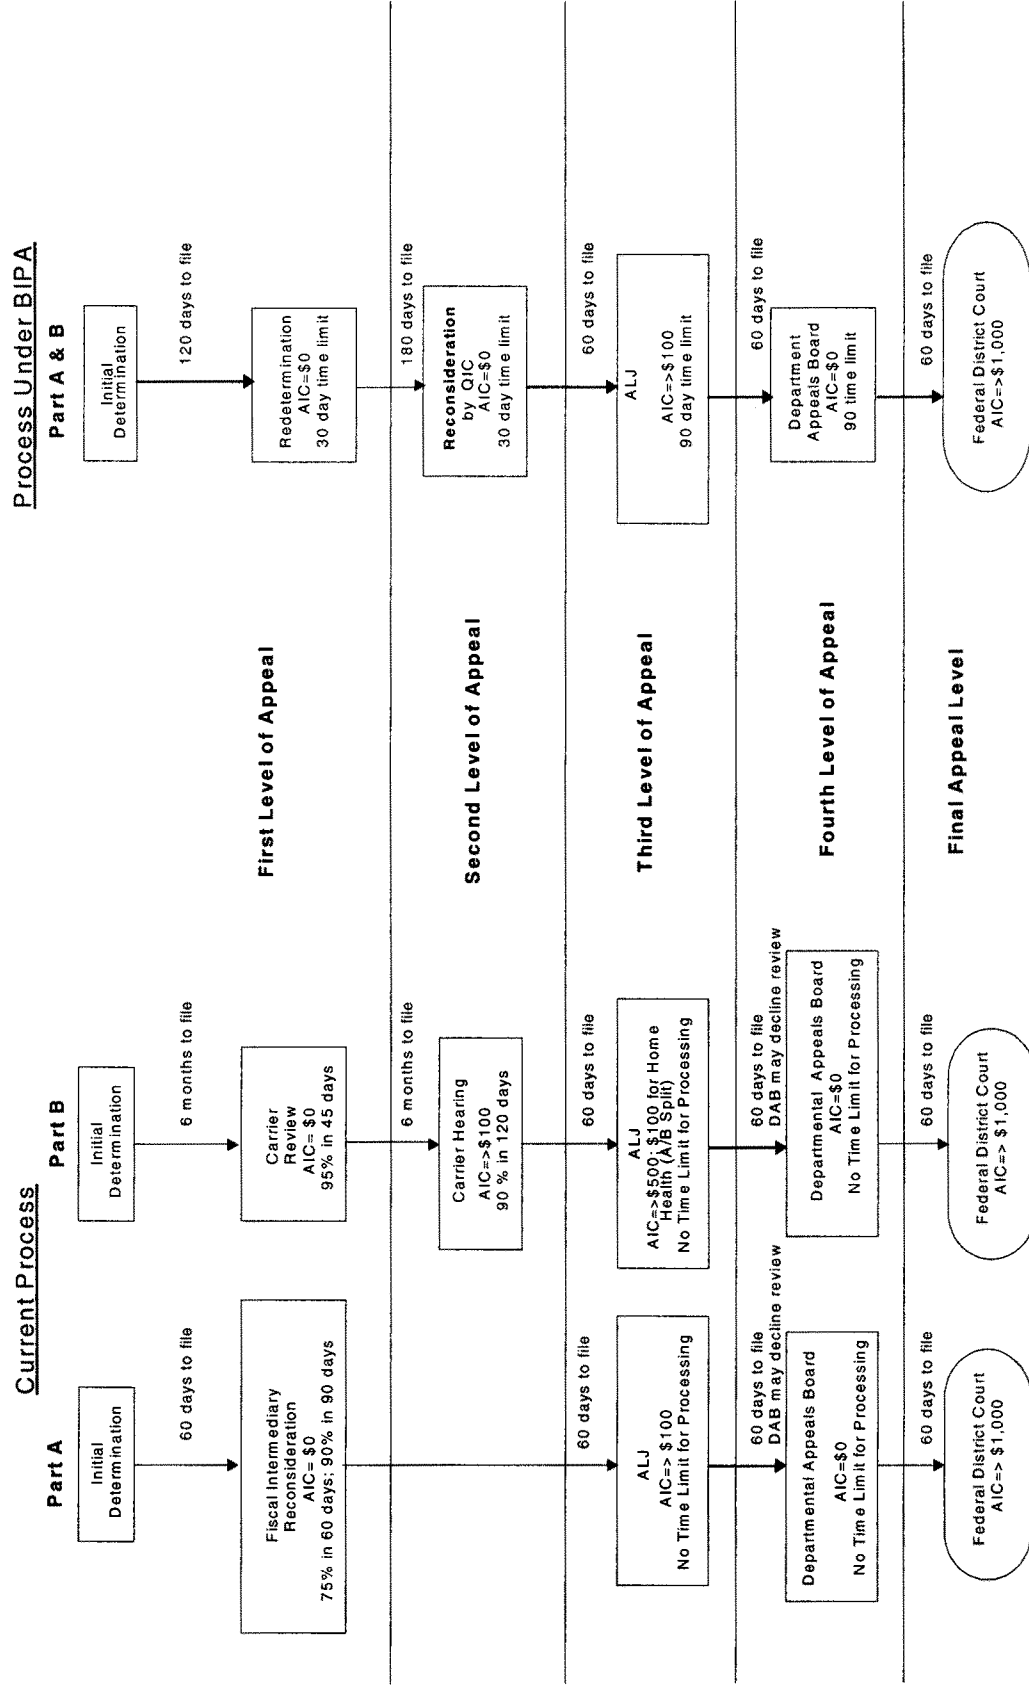 Current Process
Process Under BIPA
Part A
Part B
Part A & B
Initial
Determination
Initial
Determination
Initial
Determination
60 days to file
6 months to file
120 days to file
Fiscal Intermediary
Reconsideration
AIC= $0
75% in 60 days; 90% in 90 days
Carrier
Review
AIC= $0
95% in 45 days
First Level of Appeal
Redetermination
AIC=$0
30 day time limit
6 months to file
180 days to file
Carrier Hearing
AIC=>$100
90 % in 120 days
Second Level of Appeal
Reconsideration
by QIC
AIC=$0
30 day time limit
60 days to file
60 days to file
60 days to file
ALJ
AIC=> $100
No Time Limit for Processing
ALJ
AIC=>$500; $100 for Home
Health (A/B Split)
No Time Limit for Processing
Third Level of Appeal
ALJ
AIC=>$100
90 day time limit
60 days to file
DAB may decline review
60 days to file
DAB may decline review
60 days to file
Departmental Appeals Board
AIC=$0
No Time Limit for Processing
Departmental Appeals Board
AIC=$0
No Time Limit for Processing
Fourth Level of Appeal
Department
Appeals Board
AIC=$0
90 time limit
60 days to file
60 days to file
60 days to file
Federal District Court
AIC=> $1,000
Federal District Court
AIC=> $1,000
Final Appeal Level
Federal District Court
AIC=>$1,000